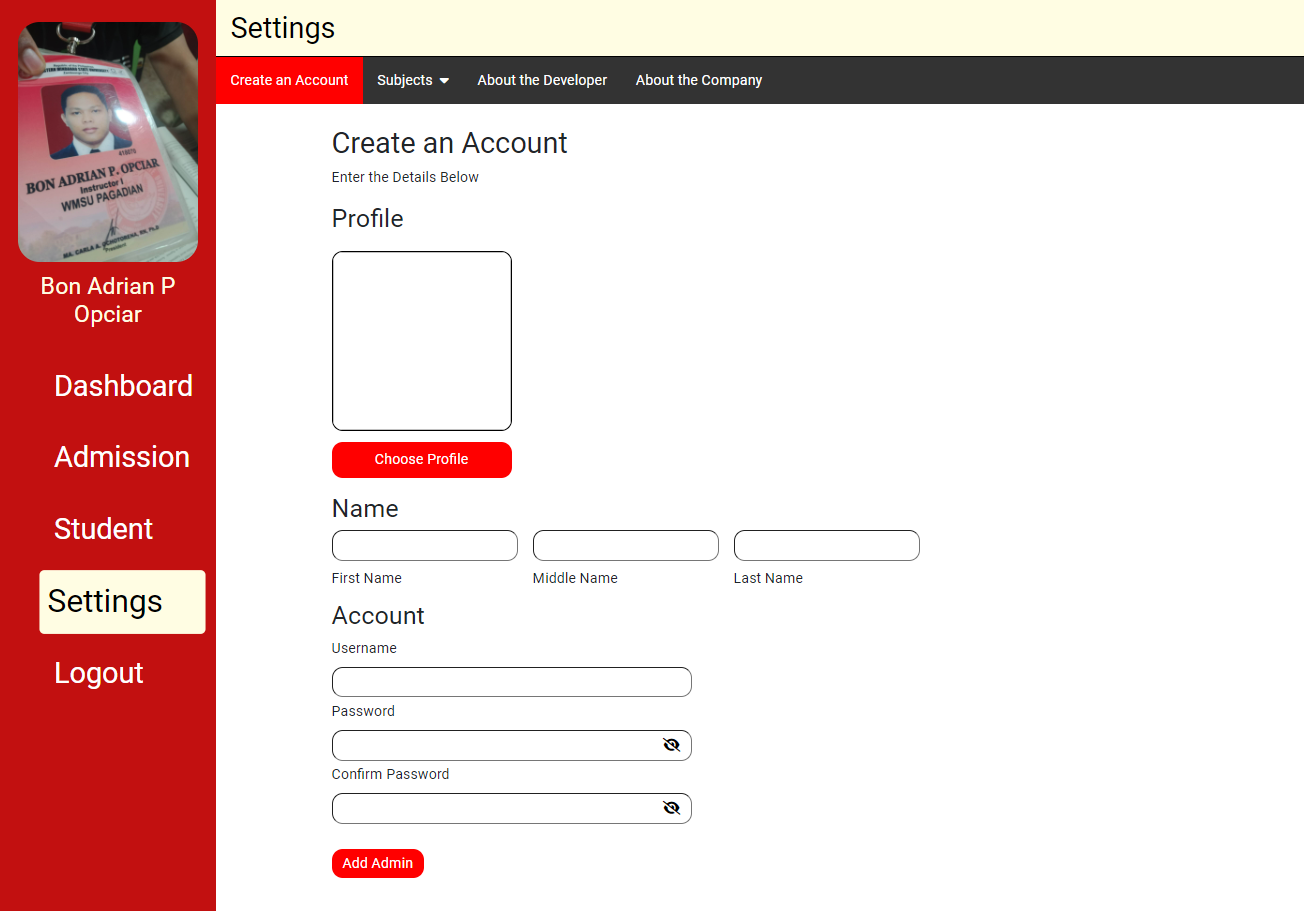 BON ADRIAN P. OPCIAR
Instructor I
WMSU PAGADIAN
President
Bon Adrian P
Opciar
Dashboard
Admission
Student
Settings
Logout
Settings
Create an Account
Subjects
About the Developer
About the Company
Create an Account
Enter the Details Below
Profile
Choose Profile
Name
First Name
Middle Name
Last Name
Account
Username
Password
Confirm Password
Add Admin